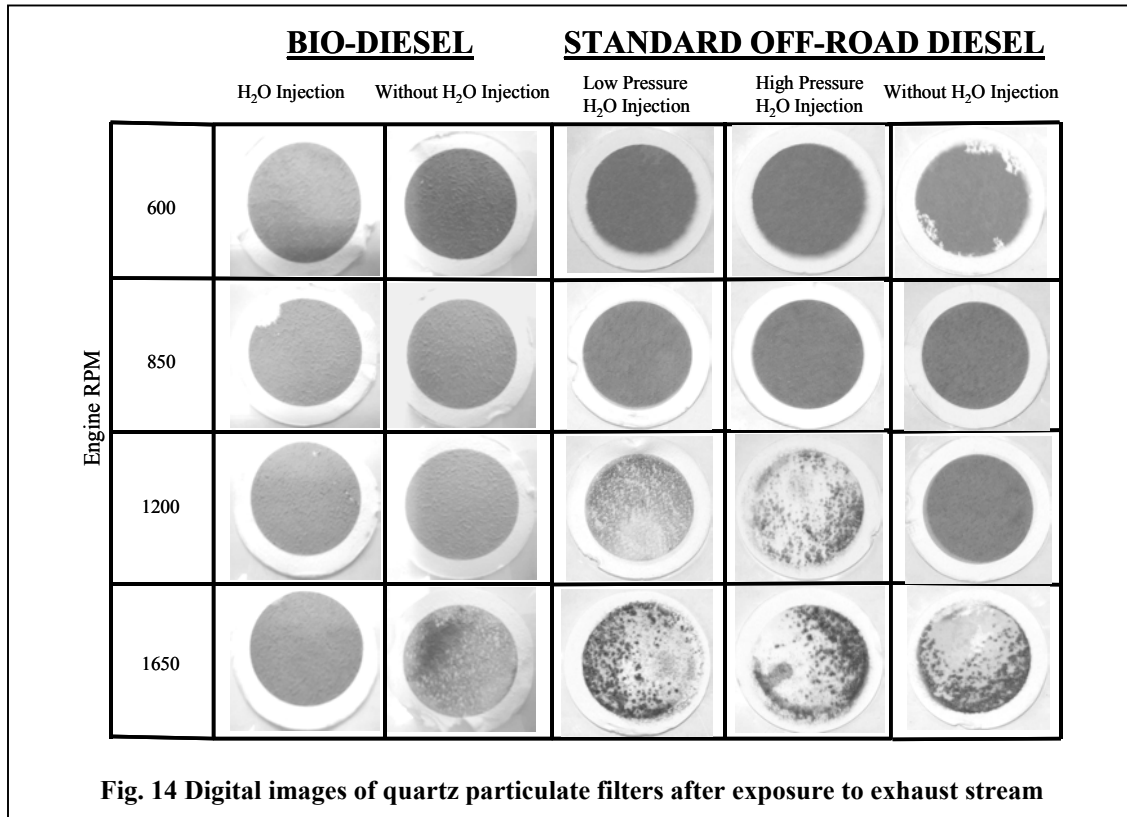 BIO-DIESEL STANDARD OFF-ROAD DIESEL
H₂O Injection Without H₂O Injection Low Pressure H₂O Injection High Pressure H₂O Injection Without H₂O Injection
Engine RPM
600
850
1200
1650
Fig. 14 Digital images of quartz particulate filters after exposure to exhaust stream